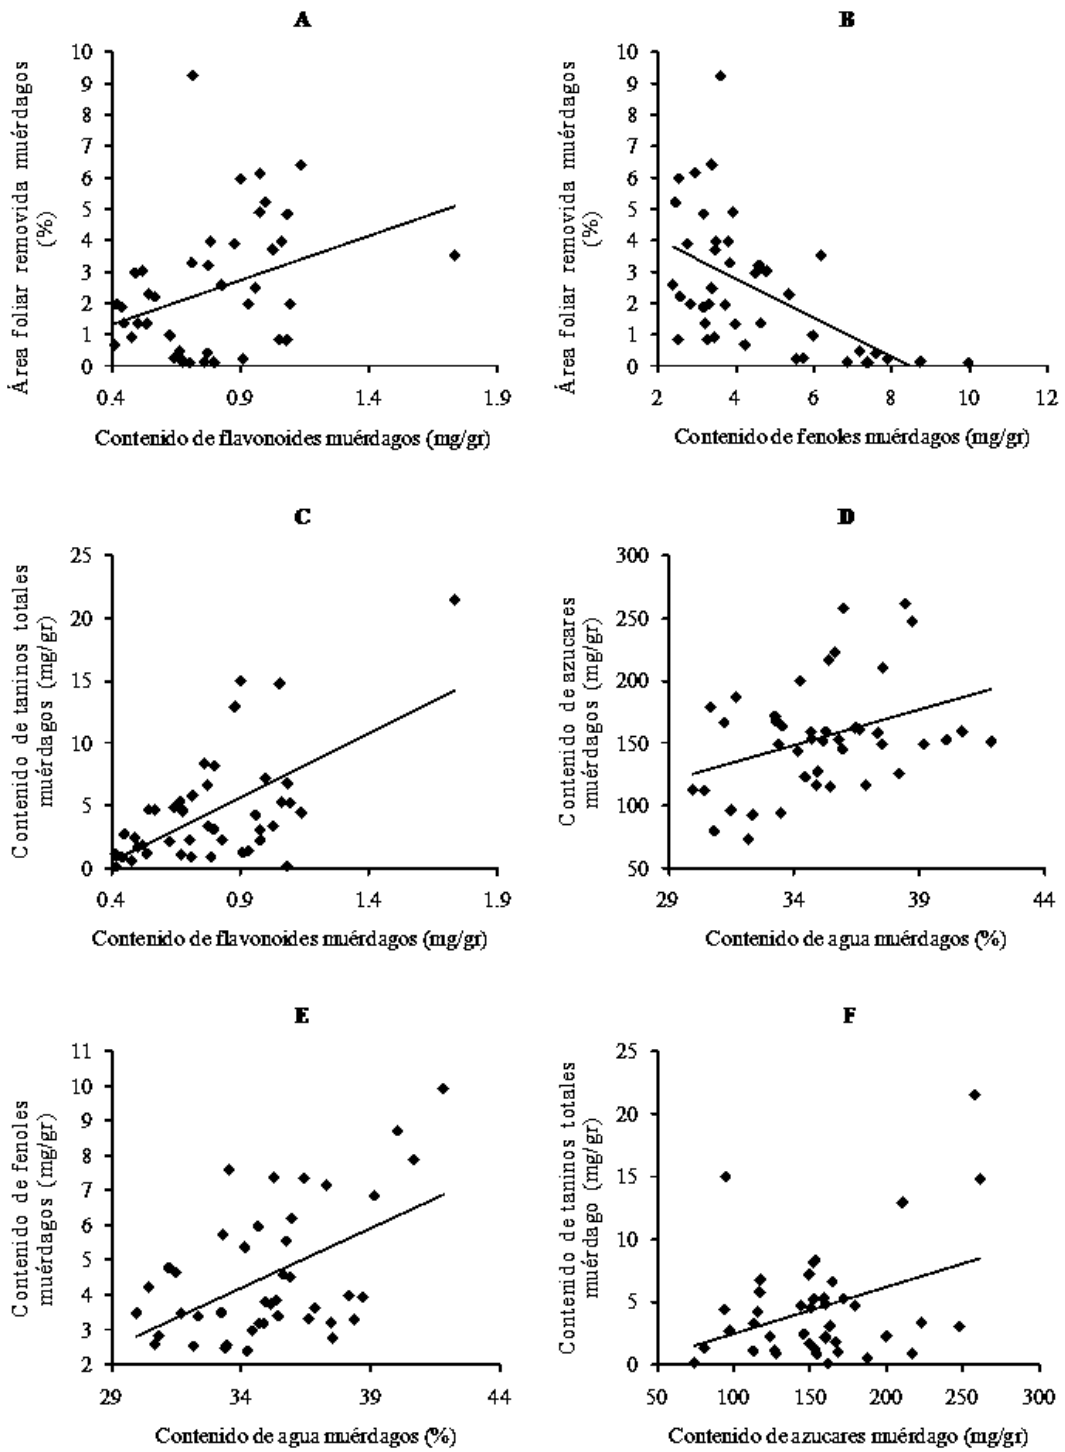 A
Área foliar removida muérdagos
(%)
10
9
8
7
6
5
4
3
2
1
0
0.4 0.9 1.4 1.9
Contenido de flavonoides muérdagos (mg/gr)
B
Área foliar removida muérdagos
(%)
10
9
8
7
6
5
4
3
2
1
0
2 4 6 8 10 12
Contenido de fenoles muérdagos (mg/gr)
C
Contenido de taninos totales
muérdagos (mg/gr)
25
20
15
10
5
0
0.4 0.9 1.4 1.9
Contenido de flavonoides muérdagos (mg/gr)
D
Contenido de azucares
muérdagos (mg/gr)
300
250
200
150
100
50
29 34 39 44
Contenido de agua muérdagos (%)
E
Contenido de fenoles
muérdagos (mg/gr)
11
10
9
8
7
6
5
4
3
2
29 34 39 44
Contenido de agua muérdagos (%)
F
Contenido de taninos totales
muérdago (mg/gr)
25
20
15
10
5
0
50 100 150 200 250 300
Contenido de azucares muérdago (mg/gr)